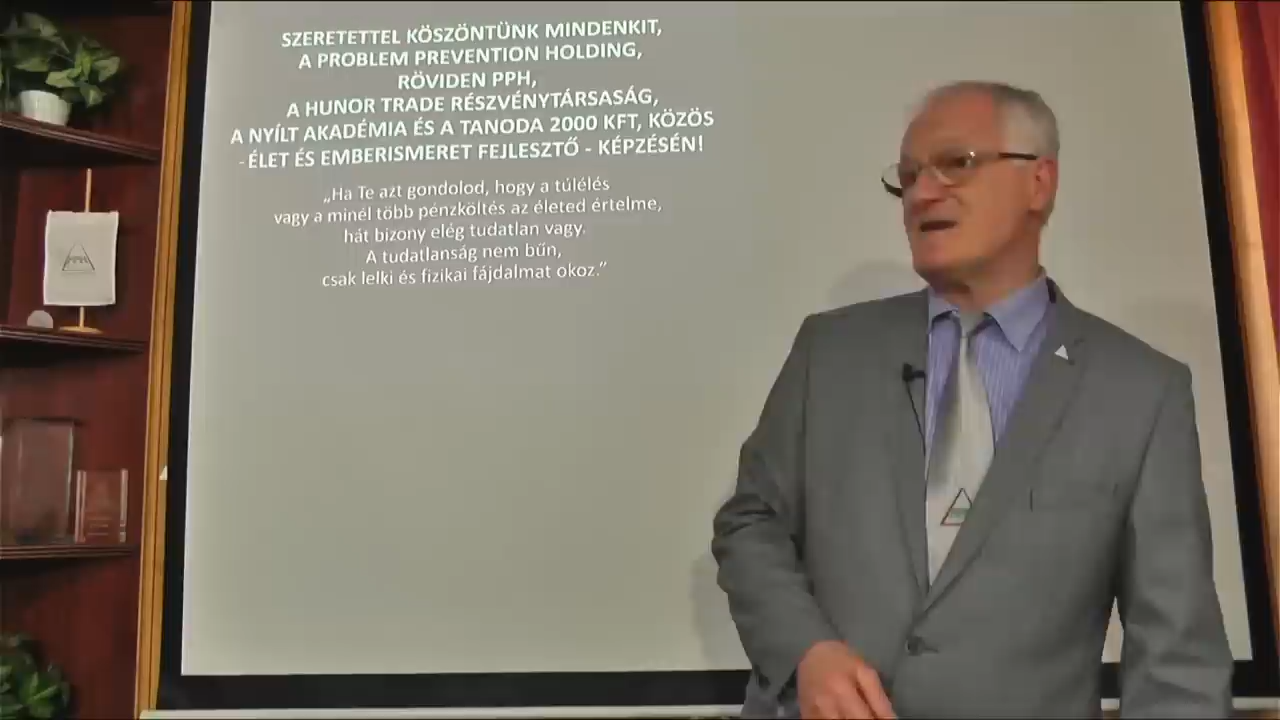 SZERETETTEL KÖSZÖNTÜNK MINDENKIT,
A PROBLEM PREVENTION HOLDING,
RÖVIDEN PPH,
A HUNOR TRADE RÉSZVÉNYTÁRSASÁG,
A NYÍLT AKADÉMIA ÉS A TANODA 2000 KFT, KÖZÖS
- ÉLET ÉS EMBERISMERET FEJLESZTŐ - KÉPZÉSÉN!
„Ha Te azt gondolod, hogy a túlélés
vagy a minél több pénzköltés az életed értelme,
hát bizony elég tudatlan vagy.
A tudatlanság nem bűn,
csak lelki és fizikai fájdalmat okoz.”